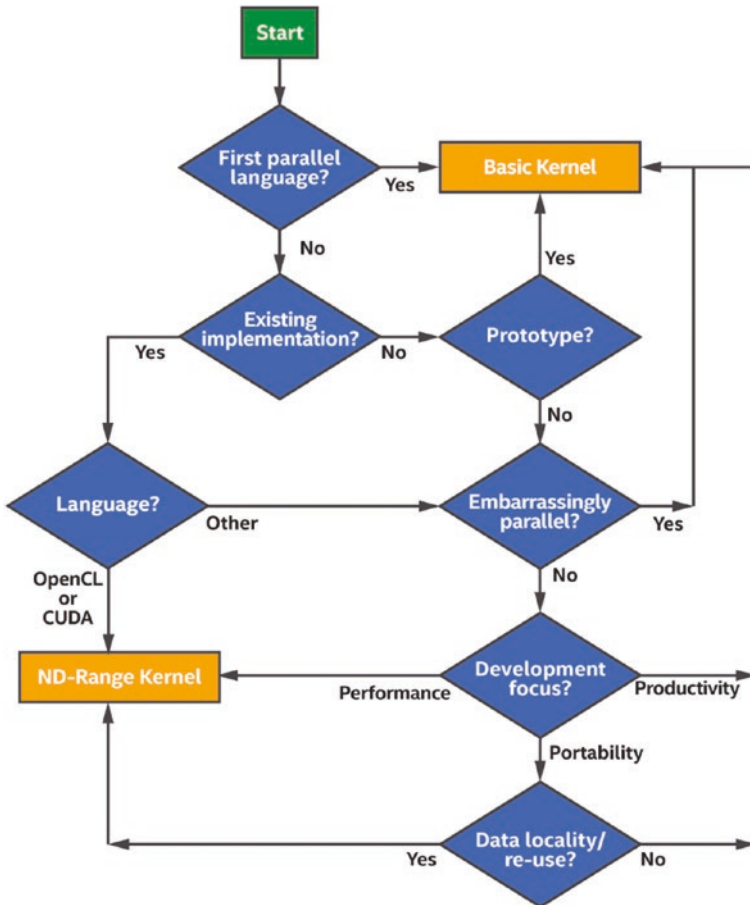 Start
First parallel
language?
Yes
Basic Kernel
No
Yes
Existing
implementation?
Prototype?
Yes
No
No
Language?
Other
Embarrassingly
parallel?
Yes
OpenCL
or
CUDA
No
ND-Range Kernel
Development
focus?
Performance
Productivity
Portability
Data locality/
re-use?
Yes
No